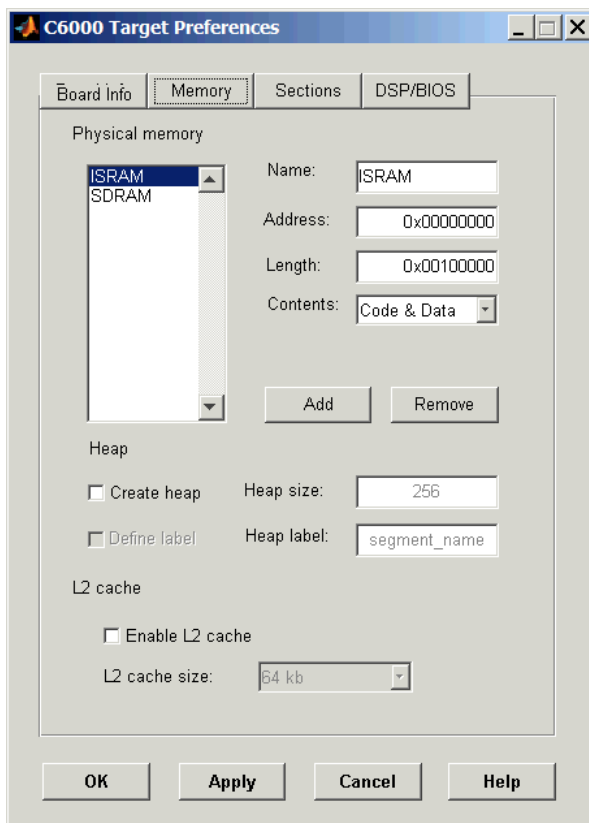 C6000 Target Preferences
Board Info Memory Sections DSP/BIOS
Physical memory
ISRAM
SDRAM
Name: ISRAM
Address: 0x00000000
Length: 0x00100000
Contents: Code & Data
Add Remove
Heap
Create heap Heap size: 256
Define label Heap label: segment_name
L2 cache
Enable L2 cache
L2 cache size: 64 kb
OK Apply Cancel Help